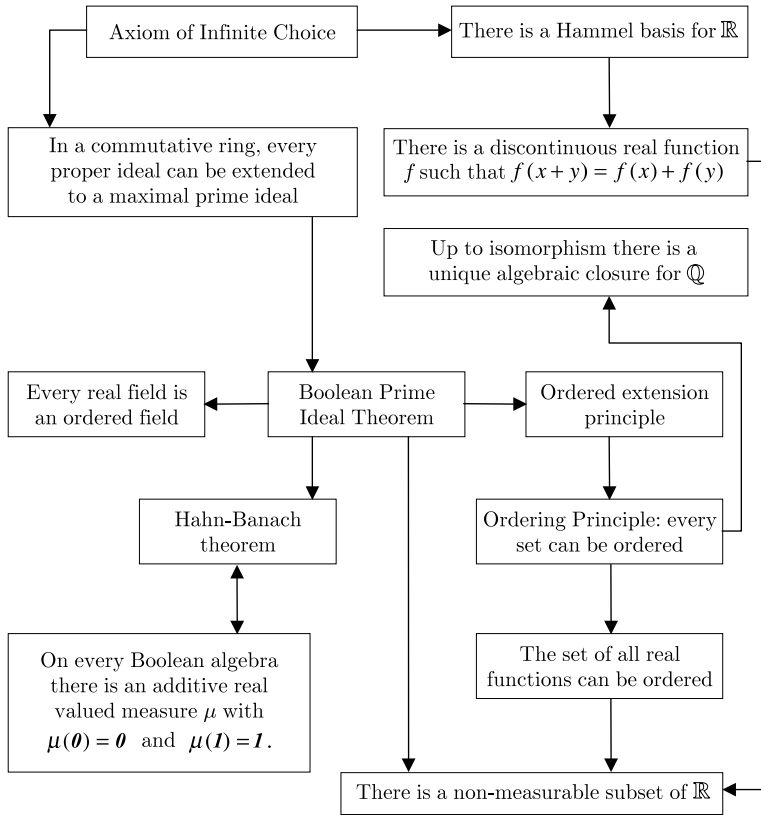 Axiom of Infinite Choice
There is a Hammel basis for ℝ
In a commutative ring, every
proper ideal can be extended
to a maximal prime ideal
There is a discontinuous real function
f such that f(x+y) = f(x)+f(y)
Up to isomorphism there is a
unique algebraic closure for ℚ
Every real field is
an ordered field
Boolean Prime
Ideal Theorem
Ordered extension
principle
Hahn-Banach
theorem
Ordering Principle: every
set can be ordered
On every Boolean algebra
there is an additive real
valued measure μ with
μ(0) = 0 and μ(1) = 1.
The set of all real
functions can be ordered
There is a non-measurable subset of ℝ